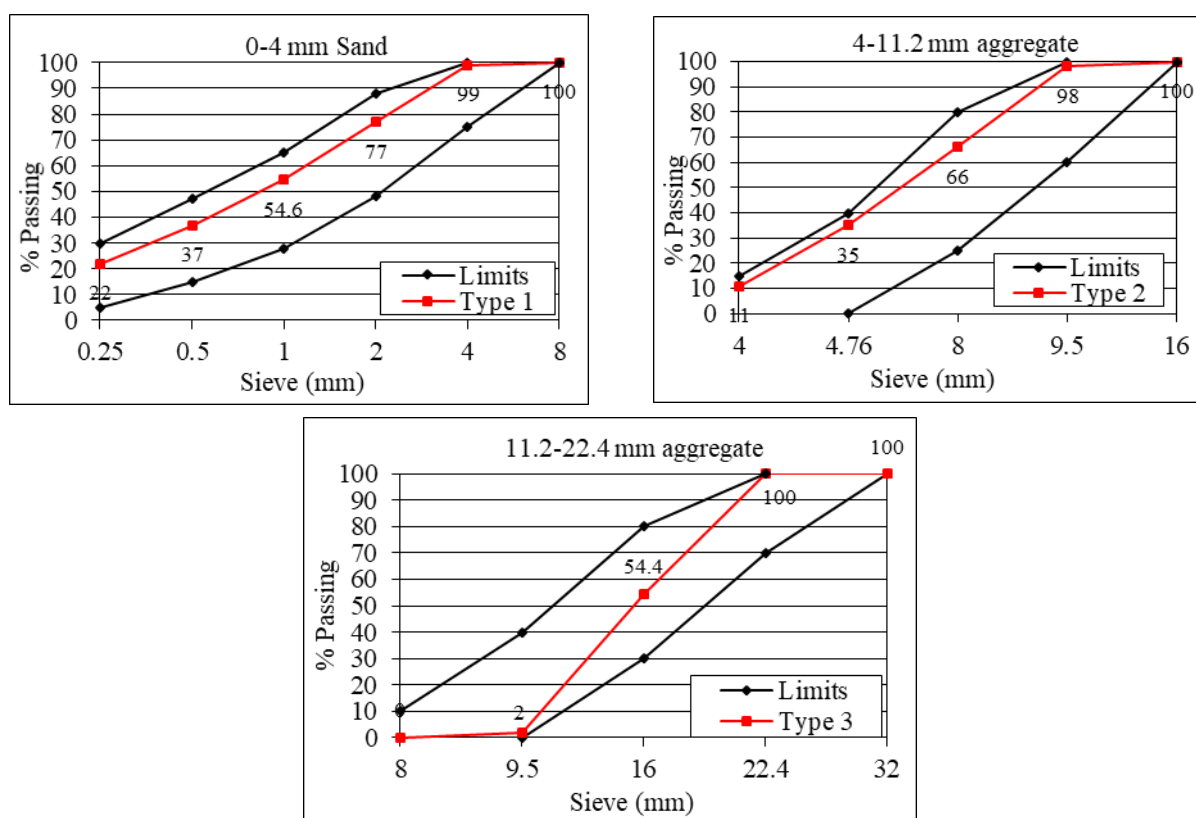 0-4 mm Sand
% Passing
100
90
80
70
60
50
40
30
20
10
0
22
37
54.6
77
99
100
Limits
Type 1
0.25 0.5 1 2 4 8
Sieve (mm)
4-11.2 mm aggregate
% Passing
100
90
80
70
60
50
40
30
20
10
0
11
35
66
98
100
Limits
Type 2
4 4.76 8 9.5 16
Sieve (mm)
11.2-22.4 mm aggregate
% Passing
100
90
80
70
60
50
40
30
20
10
0
2
54.4
100
100
Limits
Type 3
8 9.5 16 22.4 32
Sieve (mm)